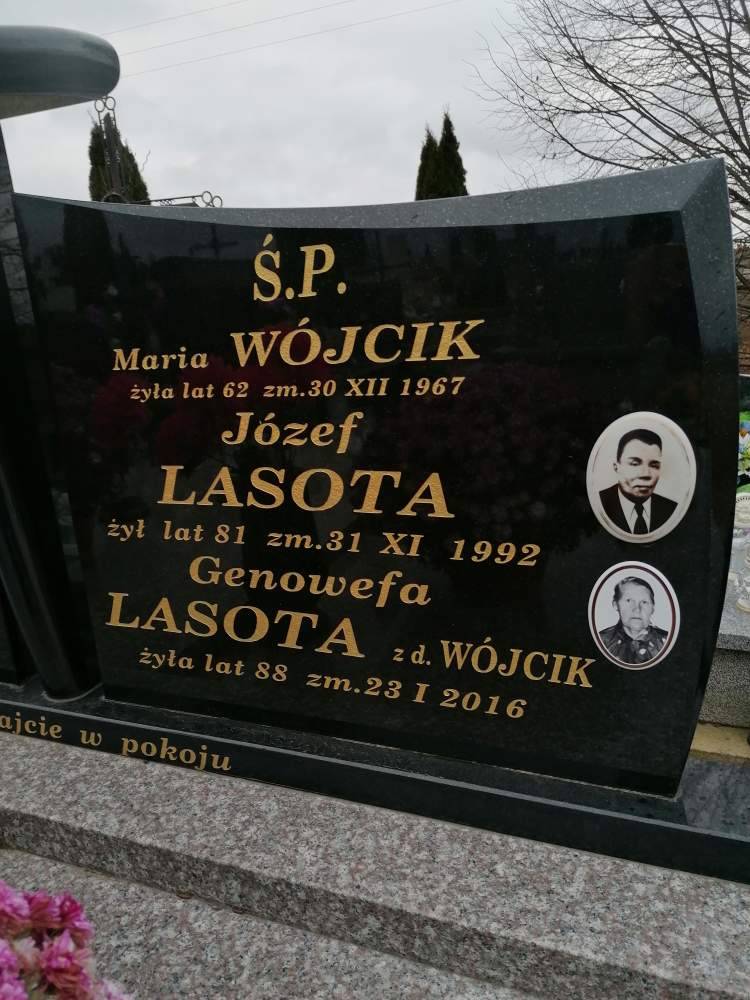 Ś.P.
Maria WÓJCIK
żyła lat 62 zm.30 XII 1967
Józef
LASOTA
żył lat 81 zm.31 XI 1992
Genowefa
LASOTA z d. WÓJCIK
żyła lat 88 zm.23 I 2016
w pokoju